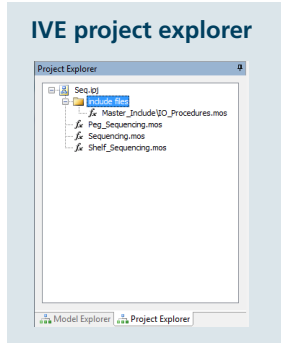 IVE project explorer
Project Explorer
Seq.ipj
include files
Master_Include\IO_Procedures.mos
Peg_Sequencing.mos
Sequencing.mos
Shelf_Sequencing.mos
Model Explorer Project Explorer